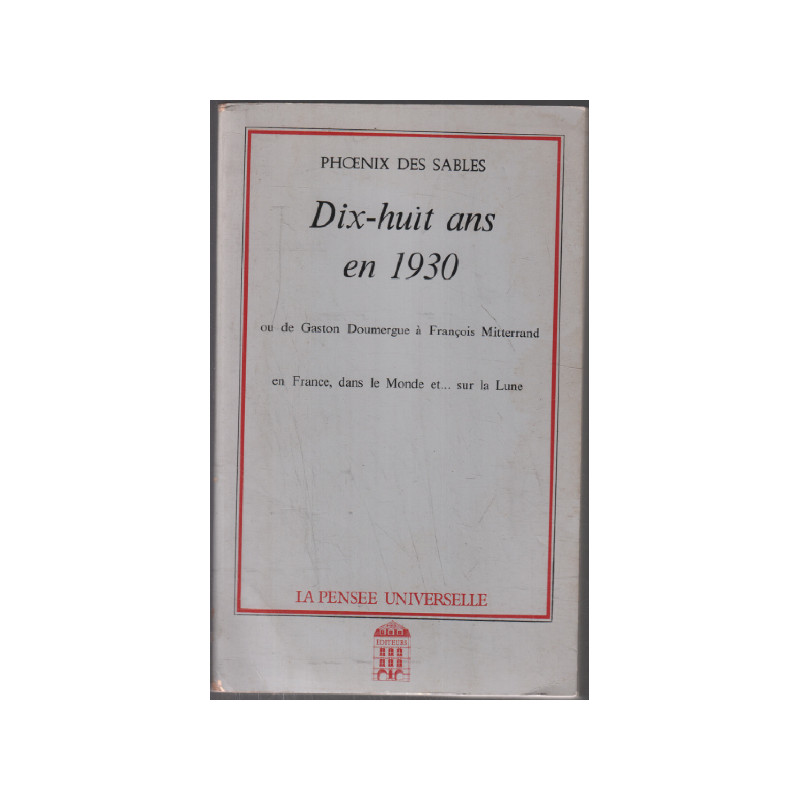 PHŒNIX DES SABLES
Dix-huit ans
en 1930
ou de Gaston Doumergue à François Mitterrand
en France, dans le Monde et... sur la Lune
LA PENSEE UNIVERSELLE
EDITEURS